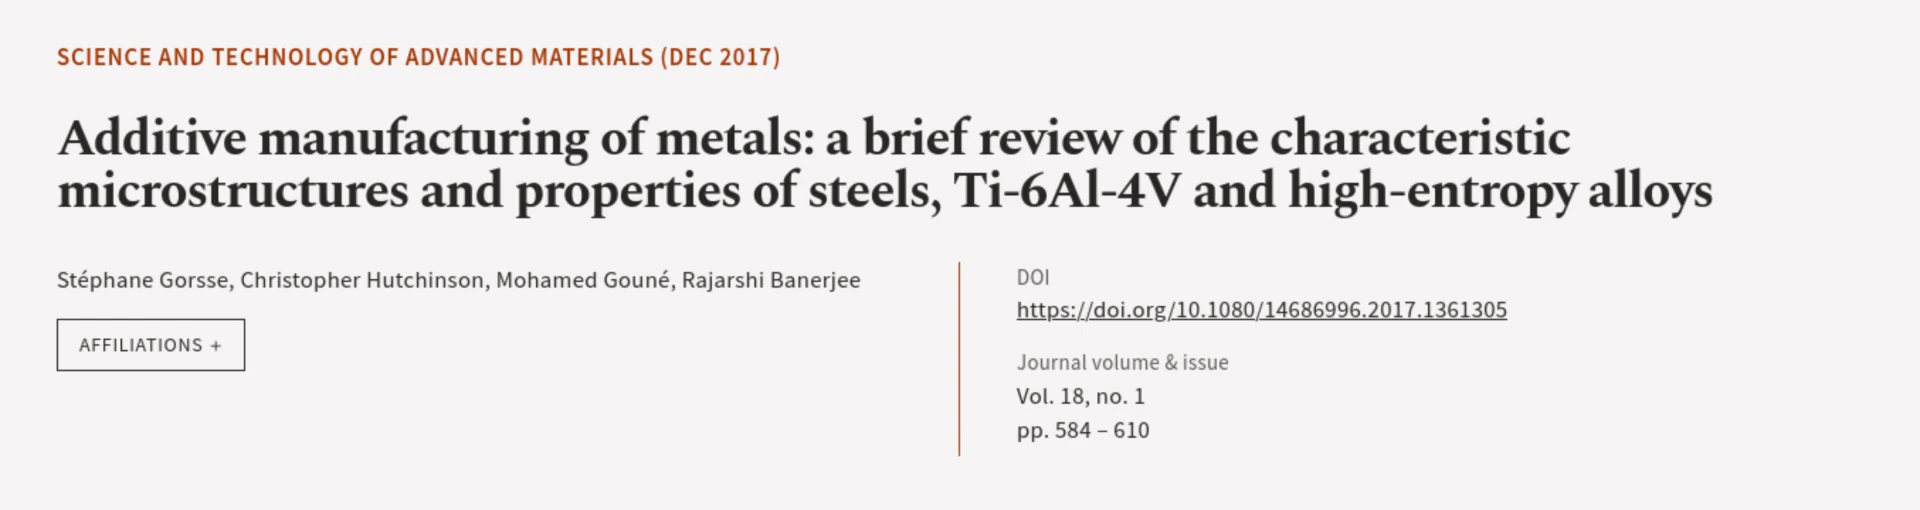 SCIENCE AND TECHNOLOGY OF ADVANCED MATERIALS (DEC 2017)
Additive manufacturing of metals: a brief review of the characteristic
microstructures and properties of steels, Ti-6Al-4V and high-entropy alloys
Stéphane Gorsse, Christopher Hutchinson, Mohamed Gouné, Rajarshi Banerjee
AFFILIATIONS +
DOI
https://doi.org/10.1080/14686996.2017.1361305
Journal volume & issue
Vol. 18, no. 1
pp. 584 – 610